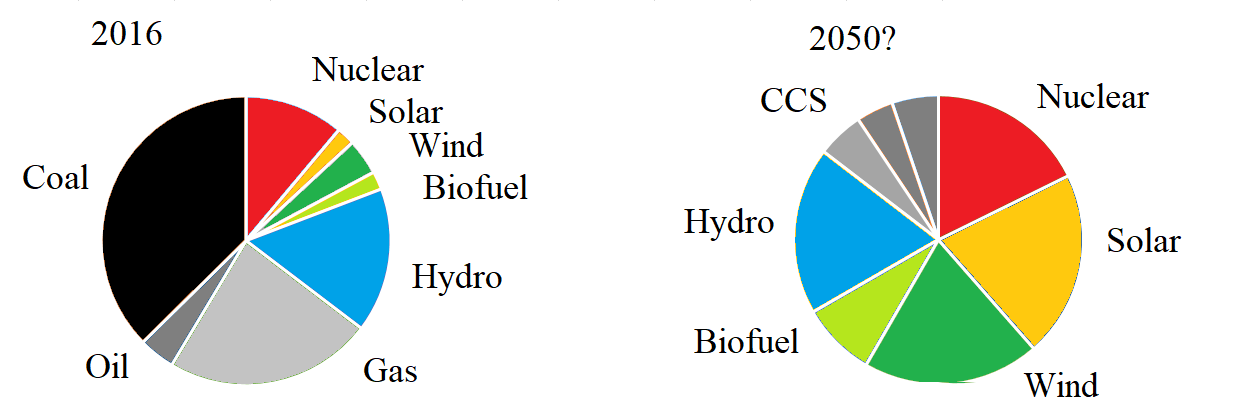 2016
Nuclear
Solar
Wind
Biofuel
Hydro
Gas
Oil
Coal
2050?
Nuclear
Solar
Wind
Biofuel
Hydro
CCS